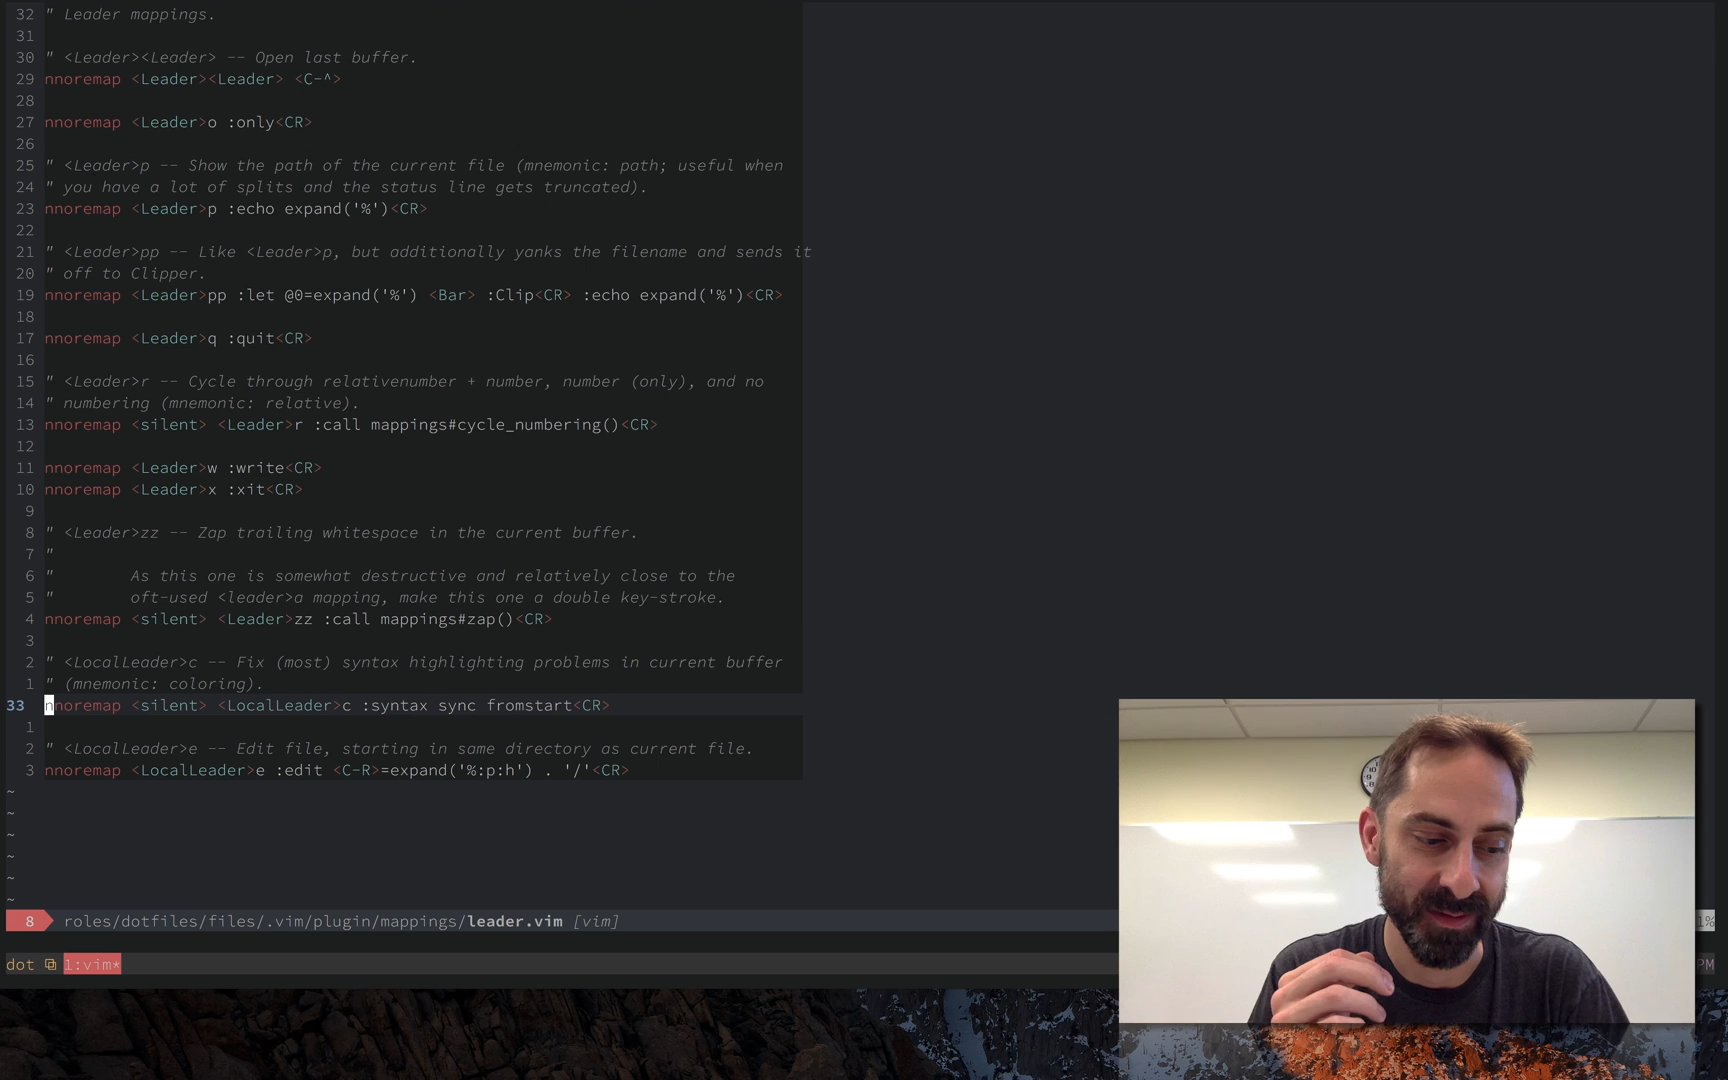 32 " Leader mappings.
31
30 " <Leader><Leader> -- Open last buffer.
29 nnoremap <Leader><Leader> <C-^>
28
27 nnoremap <Leader>o :only<CR>
26
25 " <Leader>p -- Show the path of the current file (mnemonic: path; useful when
24 " you have a lot of splits and the status line gets truncated).
23 nnoremap <Leader>p :echo expand('%')<CR>
22
21 " <Leader>pp -- Like <Leader>p, but additionally yanks the filename and sends it
20 " off to Clipper.
19 nnoremap <Leader>pp :let @0=expand('%') <Bar> :Clip<CR> :echo expand('%')<CR>
18
17 nnoremap <Leader>q :quit<CR>
16
15 " <Leader>r -- Cycle through relativenumber + number, number (only), and no
14 " numbering (mnemonic: relative).
13 nnoremap <silent> <Leader>r :call mappings#cycle_numbering()<CR>
12
11 nnoremap <Leader>w :write<CR>
10 nnoremap <Leader>x :xit<CR>
9
8 " <Leader>zz -- Zap trailing whitespace in the current buffer.
7 "
6 "        As this one is somewhat destructive and relatively close to the
5 "        oft-used <leader>a mapping, make this one a double key-stroke.
4 nnoremap <silent> <Leader>zz :call mappings#zap()<CR>
3
2 " <LocalLeader>c -- Fix (most) syntax highlighting problems in current buffer
1 " (mnemonic: coloring).
33 nnoremap <silent> <LocalLeader>c :syntax sync fromstart<CR>
1
2 " <LocalLeader>e -- Edit file, starting in same directory as current file.
3 nnoremap <LocalLeader>e :edit <C-R>=expand('%:p:h') . '/'<CR>
~
~
~
~
~
~
8 roles/dotfiles/files/.vim/plugin/mappings/leader.vim [vim] 1%
dot 1:vim* PM